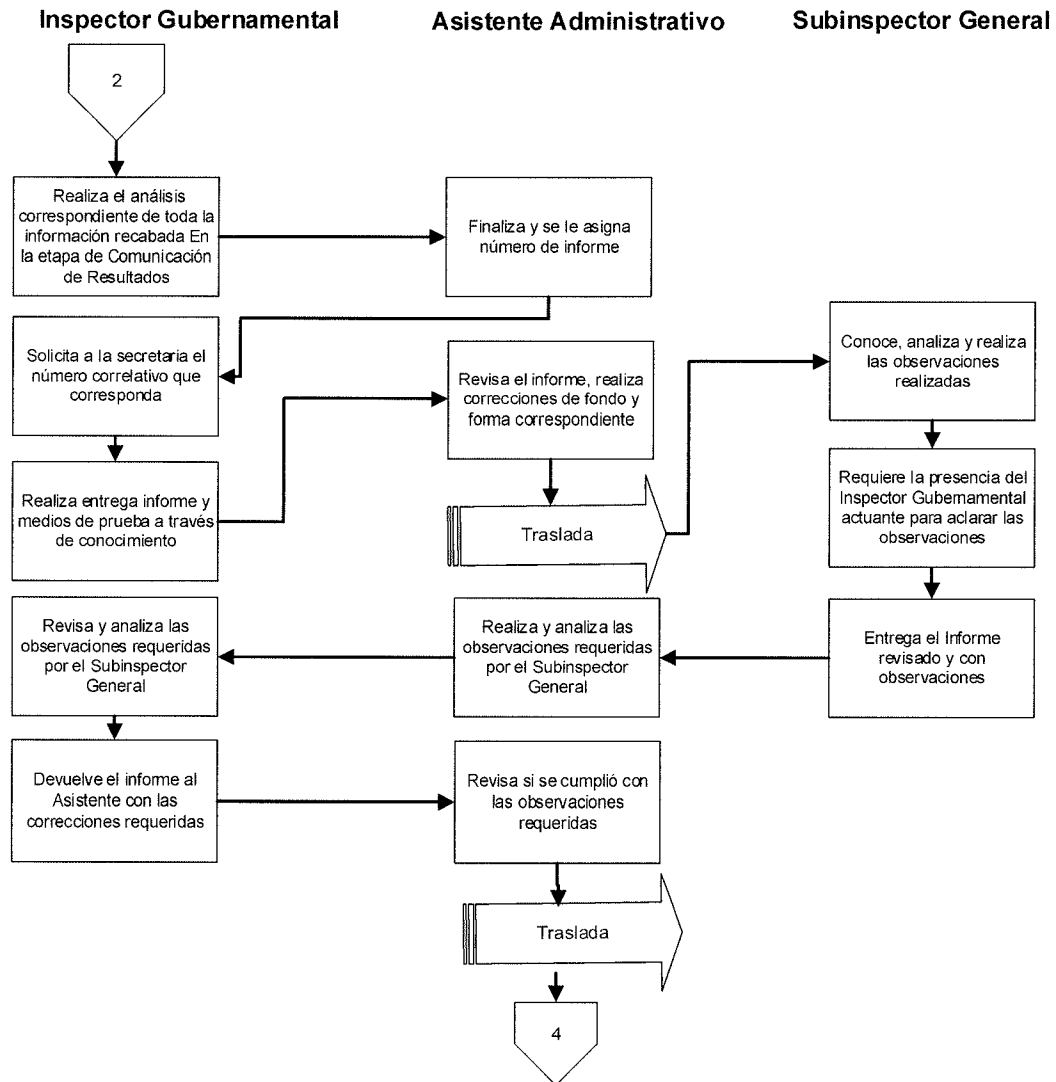 Inspector Gubernamental
Asistente Administrativo
Subinspector General
2
Realiza el análisis
correspondiente de toda la
información recabada En
la etapa de Comunicación
de Resultados
Finaliza y se le asigna
número de informe
Solicita a la secretaria el
número correlativo que
corresponda
Realiza entrega informe y
medios de prueba a través
de conocimiento
Revisa el informe, realiza
correcciones de fondo y
forma correspondiente
Traslada
Conoce, analiza y realiza
las observaciones
realizadas
Requiere la presencia del
Inspector Gubernamental
actuante para aclarar las
observaciones
Entrega el Informe
revisado y con
observaciones
Realiza y analiza las
observaciones requeridas
por el Subinspector
General
Revisa y analiza las
observaciones requeridas
por el Subinspector
General
Devuelve el informe al
Asistente con las
correcciones requeridas
Revisa si se cumplió con
las observaciones
requeridas
Traslada
4